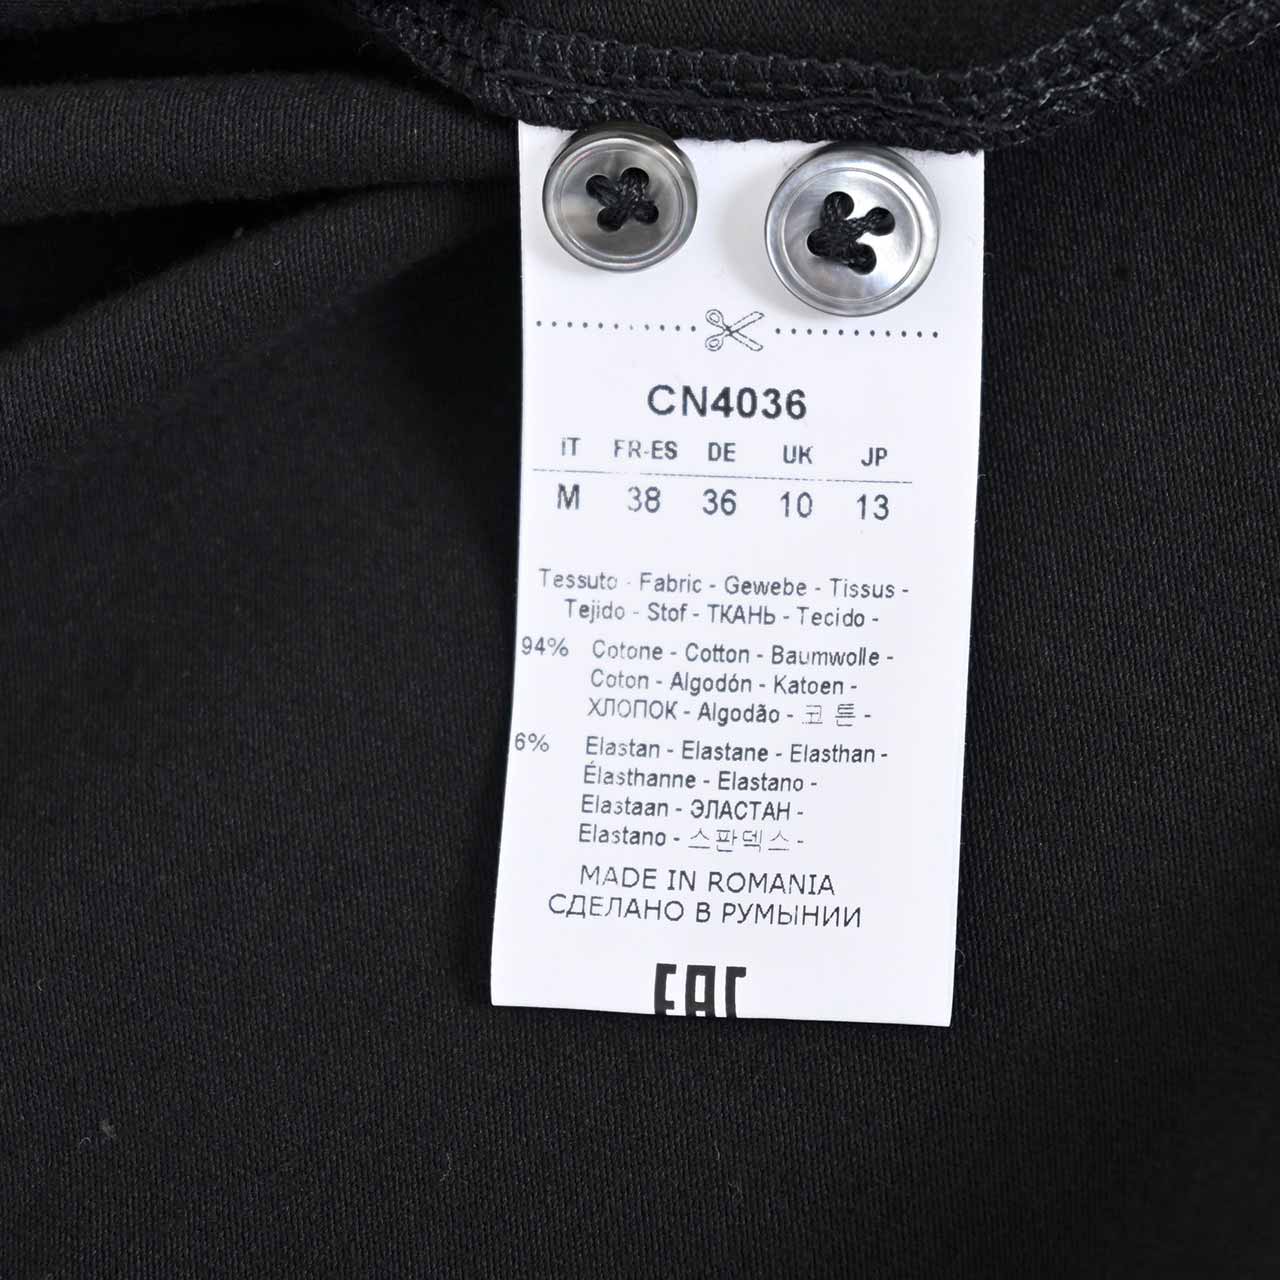 CN4036
IT FR-ES DE UK JP
M 38 36 10 13
Tessuto - Fabric - Gewebe - Tissus -
Tejido - Stof - ТКАНЬ - Tecido -
94% Cotone - Cotton - Baumwolle -
Coton - Algodón - Katoen -
ХЛОПОК - Algodão - 코튼 -
6% Elastan - Elastane - Elasthan -
Élasthanne - Elastano -
Elastaan - ЭЛАСТАН -
Elastano - 스판덱스 -
MADE IN ROMANIA
СДЕЛАНО В РУМЫНИИ
EAC